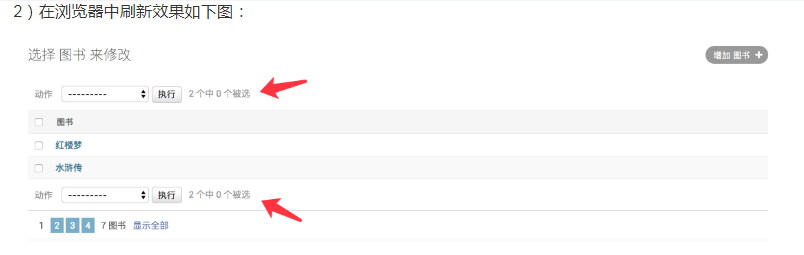 2）在浏览器中刷新效果如下图：
选择 图书 来修改
增加 图书 +
动作 --------- 执行 2 个中 0 个被选
图书
红楼梦
水浒传
动作 --------- 执行 2 个中 0 个被选
1 2 3 4 7 图书 显示全部